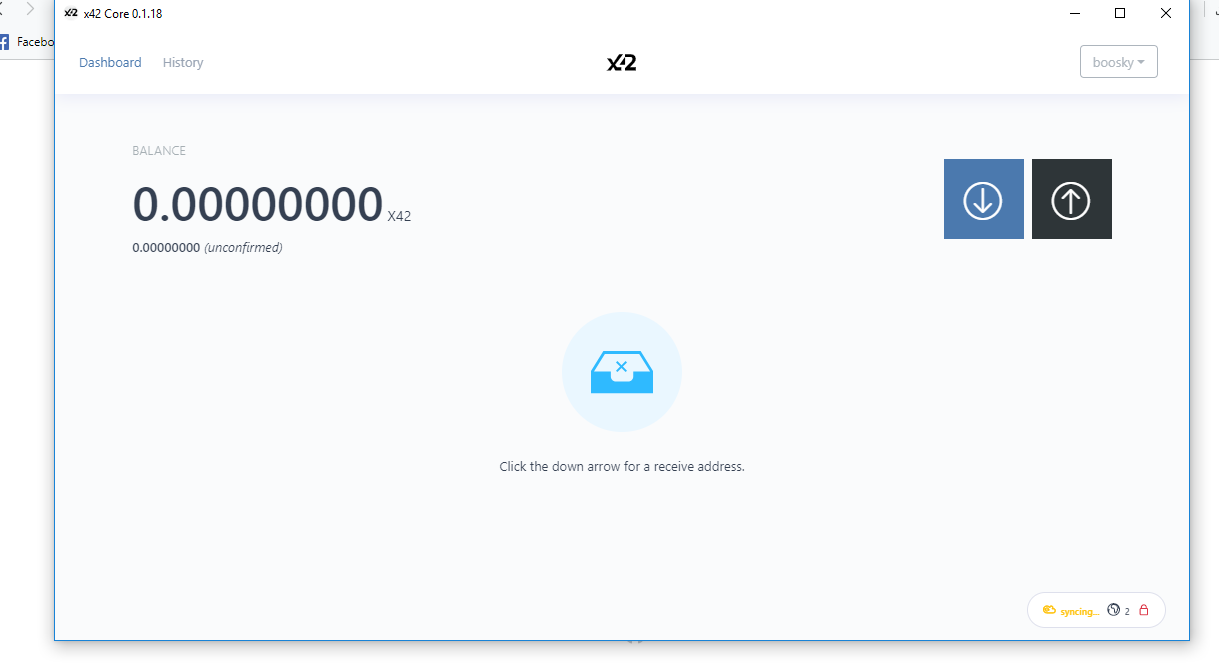 x42 x42 Core 0.1.18
Facebo
Dashboard History x42 boosky
BALANCE
0.00000000 X42
0.00000000 (unconfirmed)
Click the down arrow for a receive address.
syncing... 2